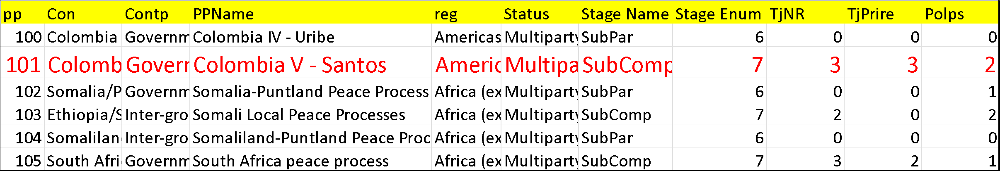 pp Con Contp PPName reg Status Stage Name Stage Enum TjNR TjPrire Polps
100 Colombia Governm Colombia IV - Uribe Americas Multiparty SubPar 6 0 0 0
101 Colomb Govern Colombia V - Santos Americ Multipa SubComp 7 3 3 2
102 Somalia/P Governm Somalia-Puntland Peace Process Africa (ex Multiparty SubPar 6 0 0 1
103 Ethiopia/S Inter-gro Somali Local Peace Processes Africa (ex Multiparty SubComp 7 2 0 2
104 Somaliland Inter-gro Somaliland-Puntland Peace Proc Africa (ex Multiparty SubPar 6 0 0 0
105 South Afri Governm South Africa peace process Africa (ex Multiparty SubComp 7 3 2 1